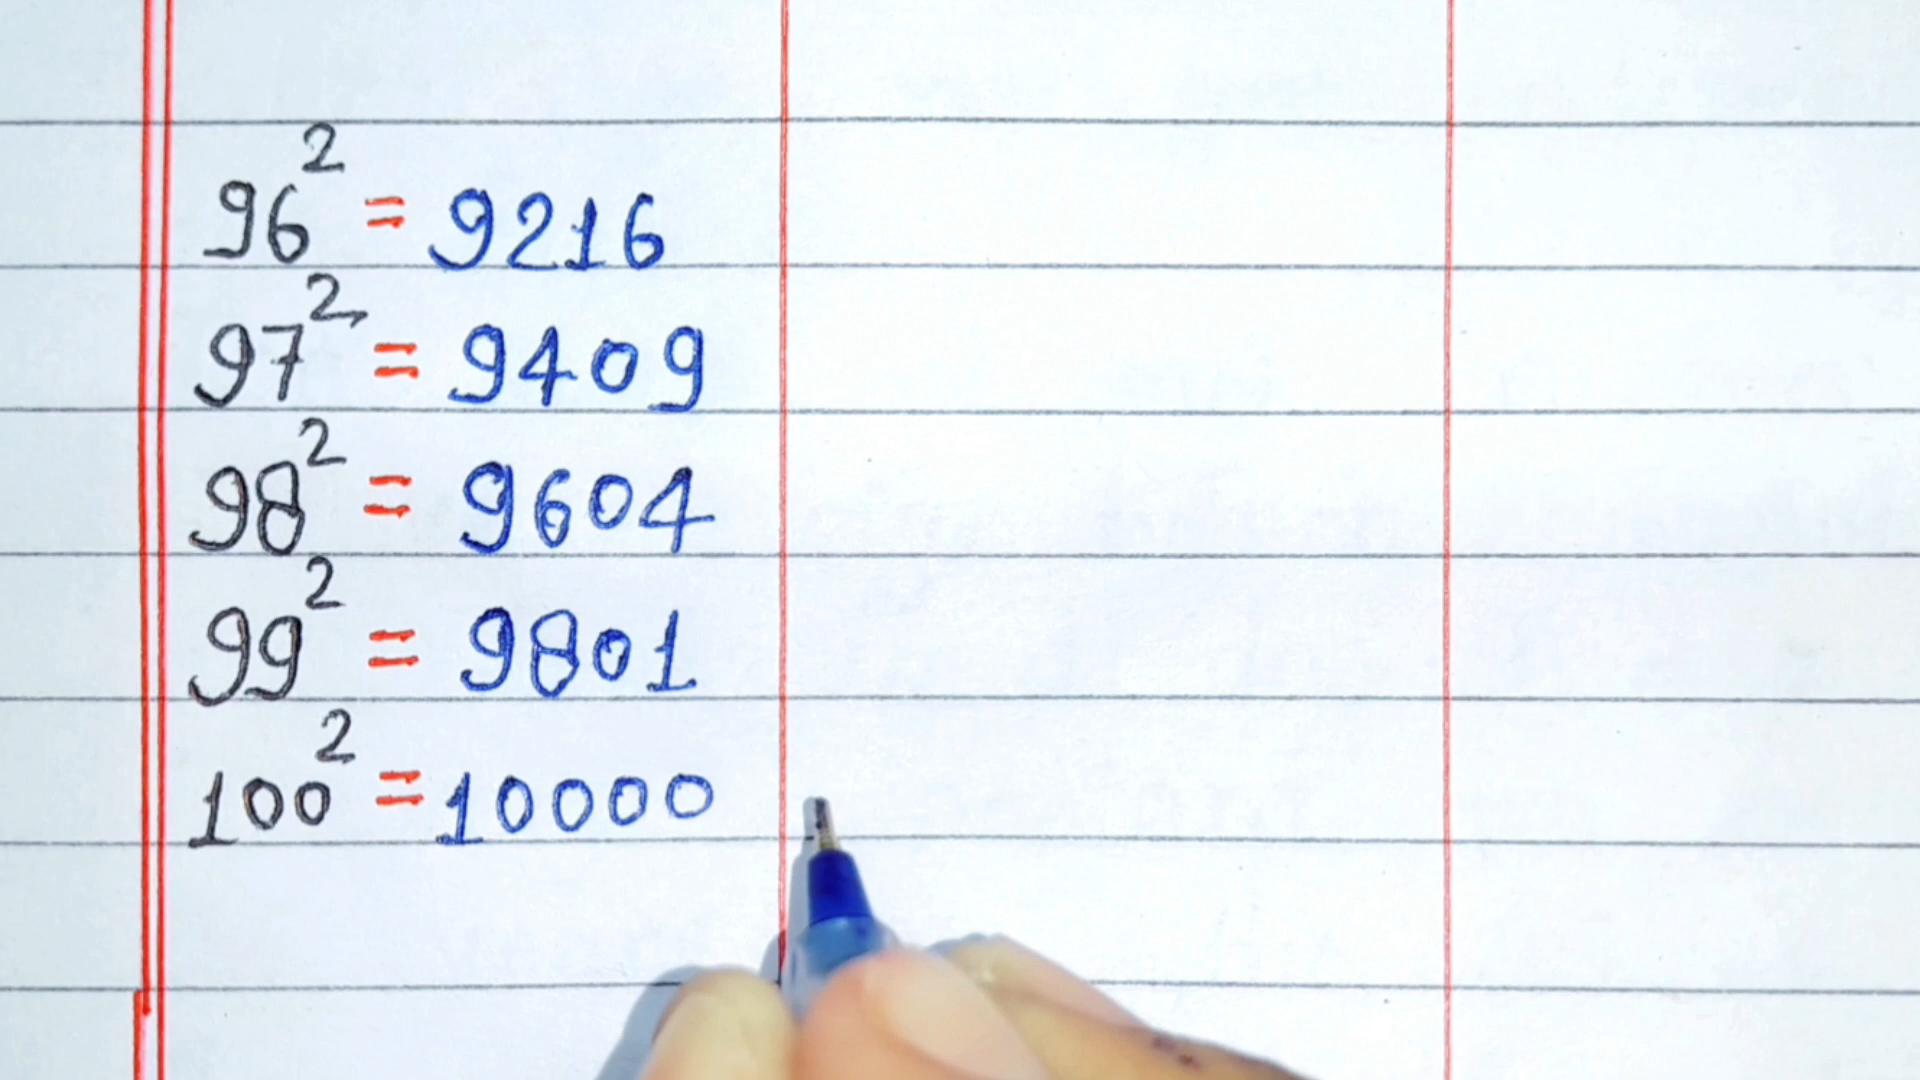 96² = 9216
97² = 9409
98² = 9604
99² = 9801
100² = 10000